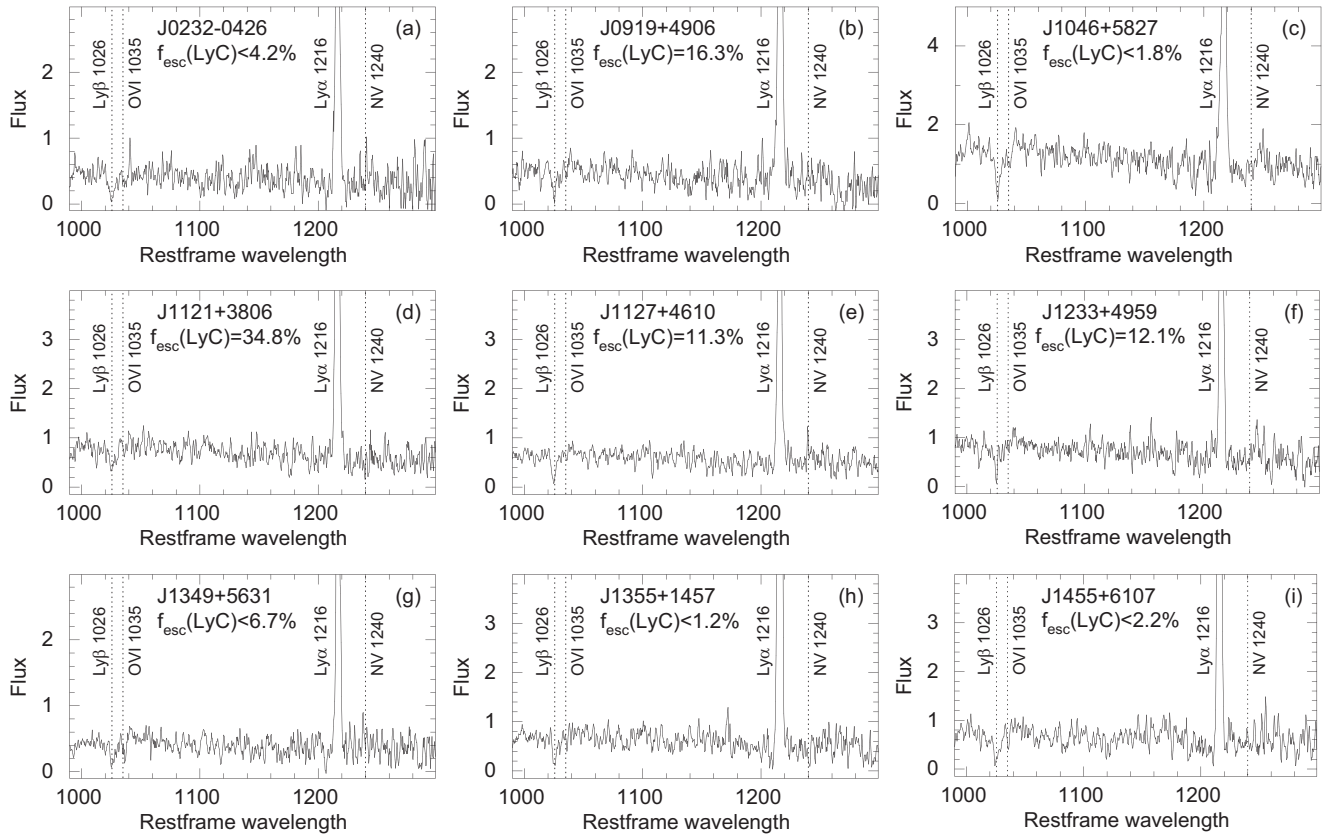 J0232-0426 (a)
f_esc(LyC)<4.2%
Lyβ 1026
OVI 1035
Lyα 1216
NV 1240
Flux
2
1
0
1000 1100 1200
Restframe wavelength
J0919+4906 (b)
f_esc(LyC)=16.3%
Lyβ 1026
OVI 1035
Lyα 1216
NV 1240
Flux
2
1
0
1000 1100 1200
Restframe wavelength
J1046+5827 (c)
f_esc(LyC)<1.8%
Lyβ 1026
OVI 1035
Lyα 1216
NV 1240
Flux
4
2
0
1000 1100 1200
Restframe wavelength
J1121+3806 (d)
f_esc(LyC)=34.8%
Lyβ 1026
OVI 1035
Lyα 1216
NV 1240
Flux
3
2
1
0
1000 1100 1200
Restframe wavelength
J1127+4610 (e)
f_esc(LyC)=11.3%
Lyβ 1026
OVI 1035
Lyα 1216
NV 1240
Flux
3
2
1
0
1000 1100 1200
Restframe wavelength
J1233+4959 (f)
f_esc(LyC)=12.1%
Lyβ 1026
OVI 1035
Lyα 1216
NV 1240
Flux
3
2
1
0
1000 1100 1200
Restframe wavelength
J1349+5631 (g)
f_esc(LyC)<6.7%
Lyβ 1026
OVI 1035
Lyα 1216
NV 1240
Flux
2
1
0
1000 1100 1200
Restframe wavelength
J1355+1457 (h)
f_esc(LyC)<1.2%
Lyβ 1026
OVI 1035
Lyα 1216
NV 1240
Flux
3
2
1
0
1000 1100 1200
Restframe wavelength
J1455+6107 (i)
f_esc(LyC)<2.2%
Lyβ 1026
OVI 1035
Lyα 1216
NV 1240
Flux
3
2
1
0
1000 1100 1200
Restframe wavelength